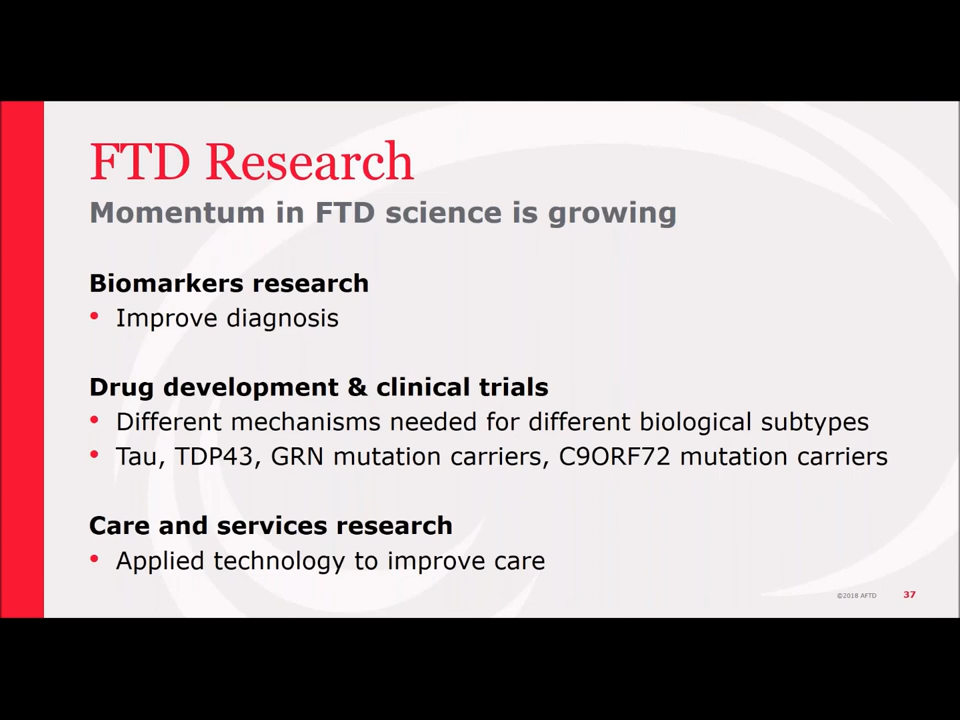 FTD Research
Momentum in FTD science is growing
Biomarkers research
• Improve diagnosis
Drug development & clinical trials
• Different mechanisms needed for different biological subtypes
• Tau, TDP43, GRN mutation carriers, C9ORF72 mutation carriers
Care and services research
• Applied technology to improve care
©2018 AFTD 37